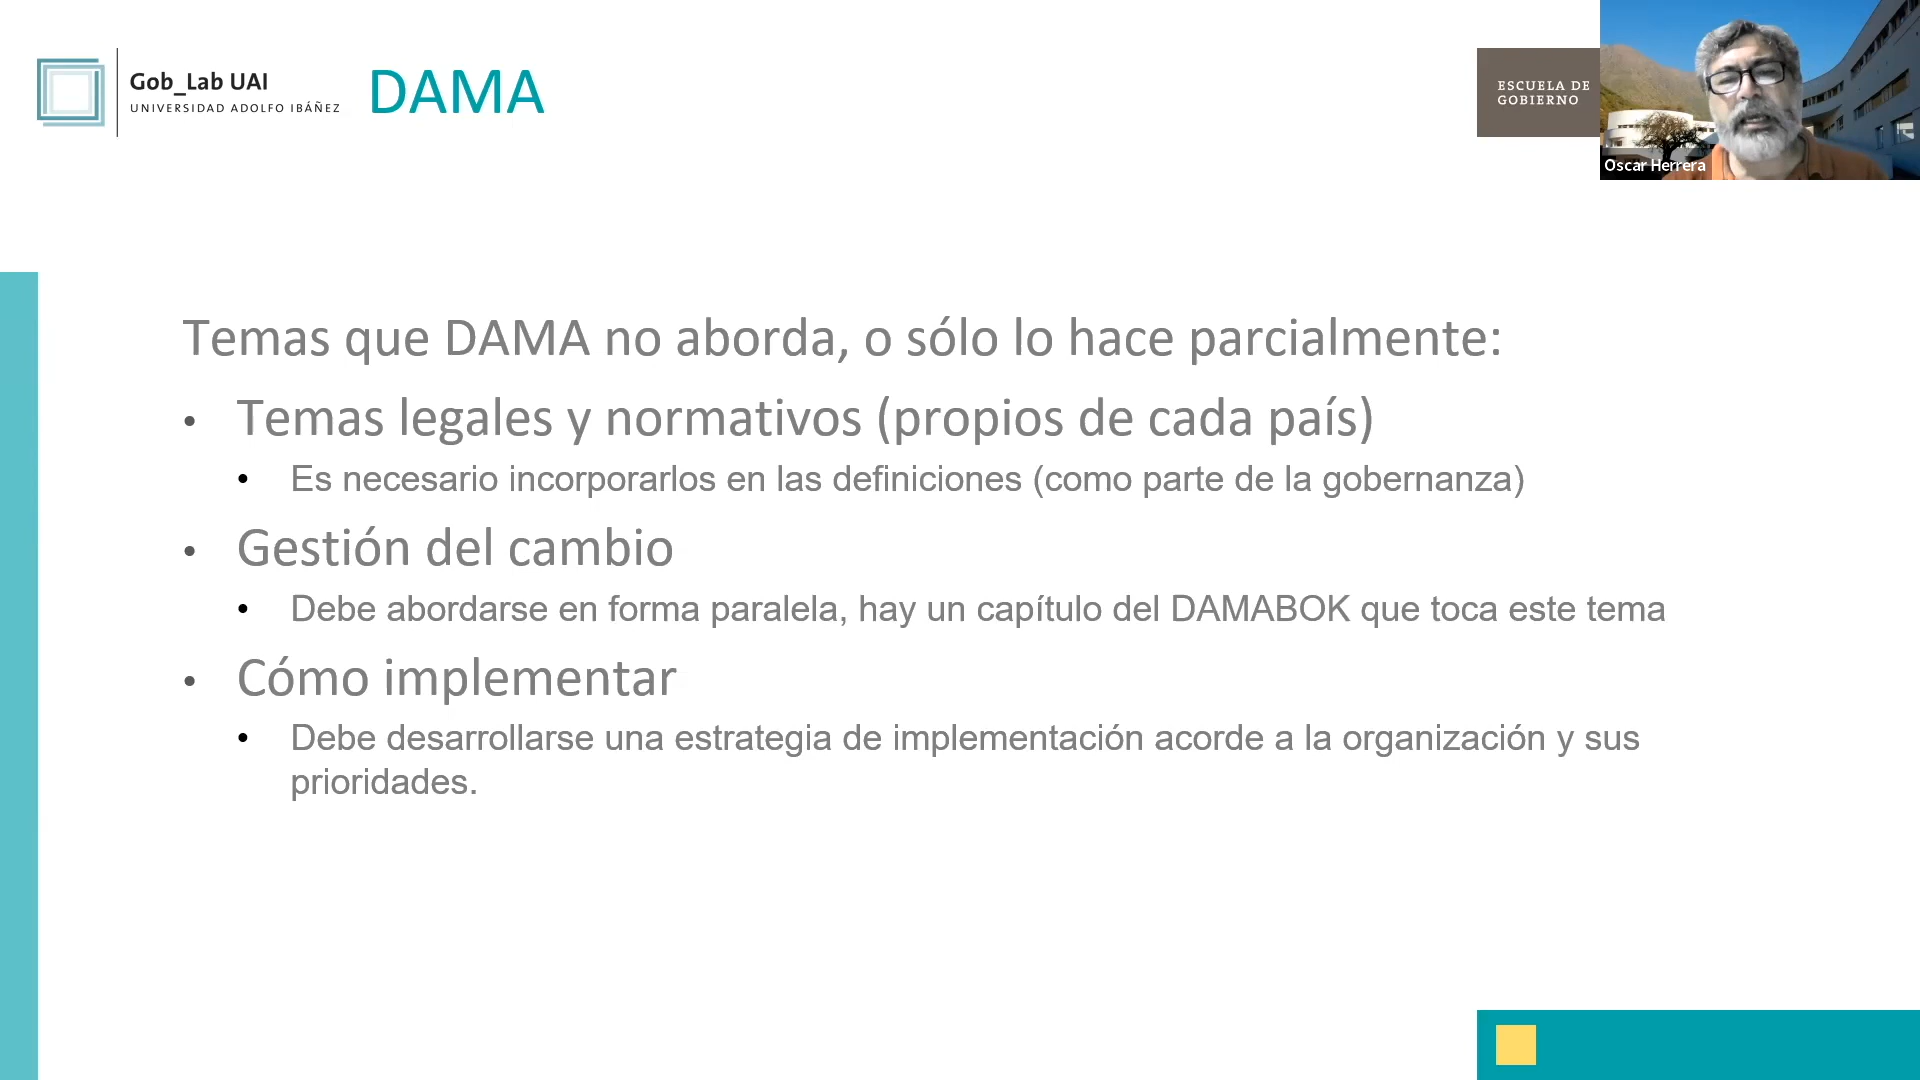 Gob_Lab UAI
UNIVERSIDAD ADOLFO IBÁÑEZ
DAMA
ESCUELA DE
GOBIERNO
Oscar Herrera
Temas que DAMA no aborda, o sólo lo hace parcialmente:
• Temas legales y normativos (propios de cada país)
• Es necesario incorporarlos en las definiciones (como parte de la gobernanza)
• Gestión del cambio
• Debe abordarse en forma paralela, hay un capítulo del DAMABOK que toca este tema
• Cómo implementar
• Debe desarrollarse una estrategia de implementación acorde a la organización y sus
prioridades.